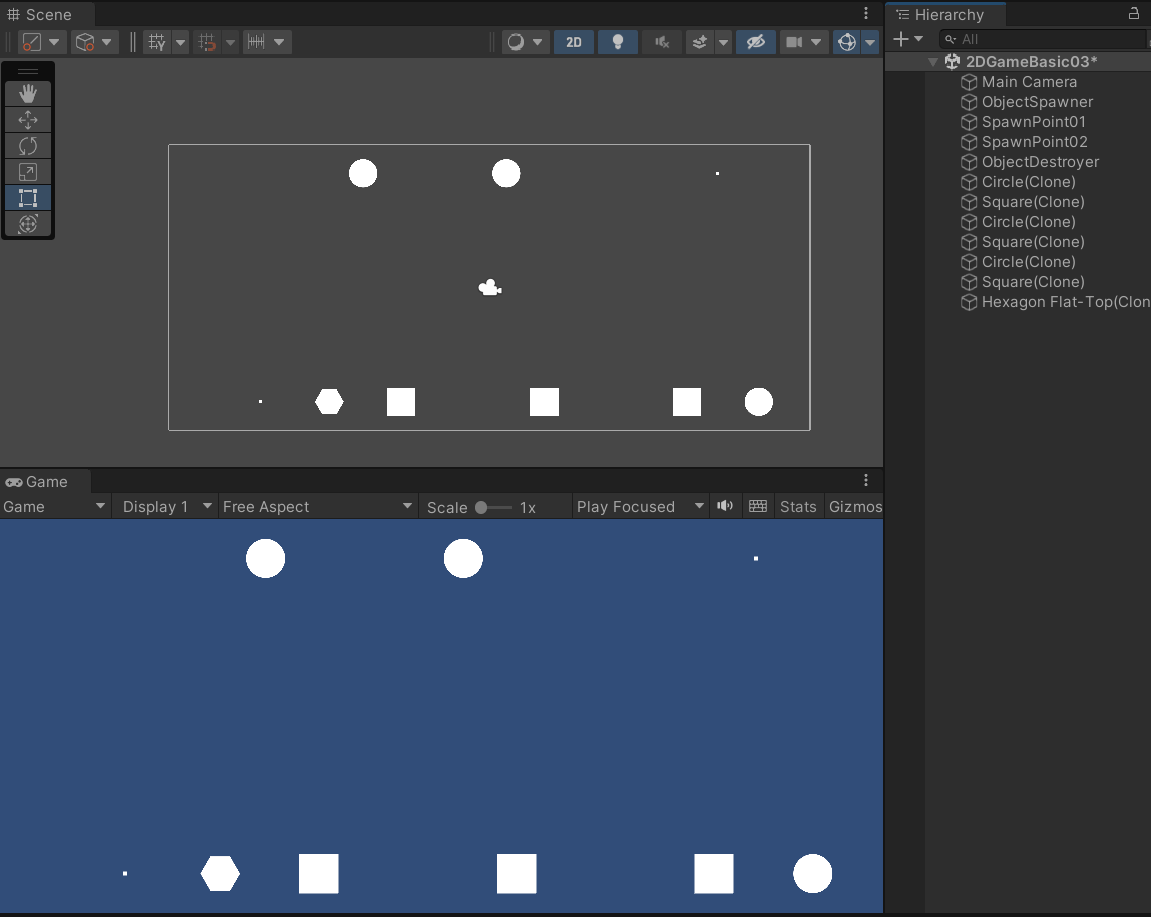 Scene
Hierarchy
2D
All
2DGameBasic03*
Main Camera
ObjectSpawner
SpawnPoint01
SpawnPoint02
ObjectDestroyer
Circle(Clone)
Square(Clone)
Circle(Clone)
Square(Clone)
Circle(Clone)
Square(Clone)
Hexagon Flat-Top(Clon
Game
Game Display 1 Free Aspect Scale 1x Play Focused Stats Gizmos